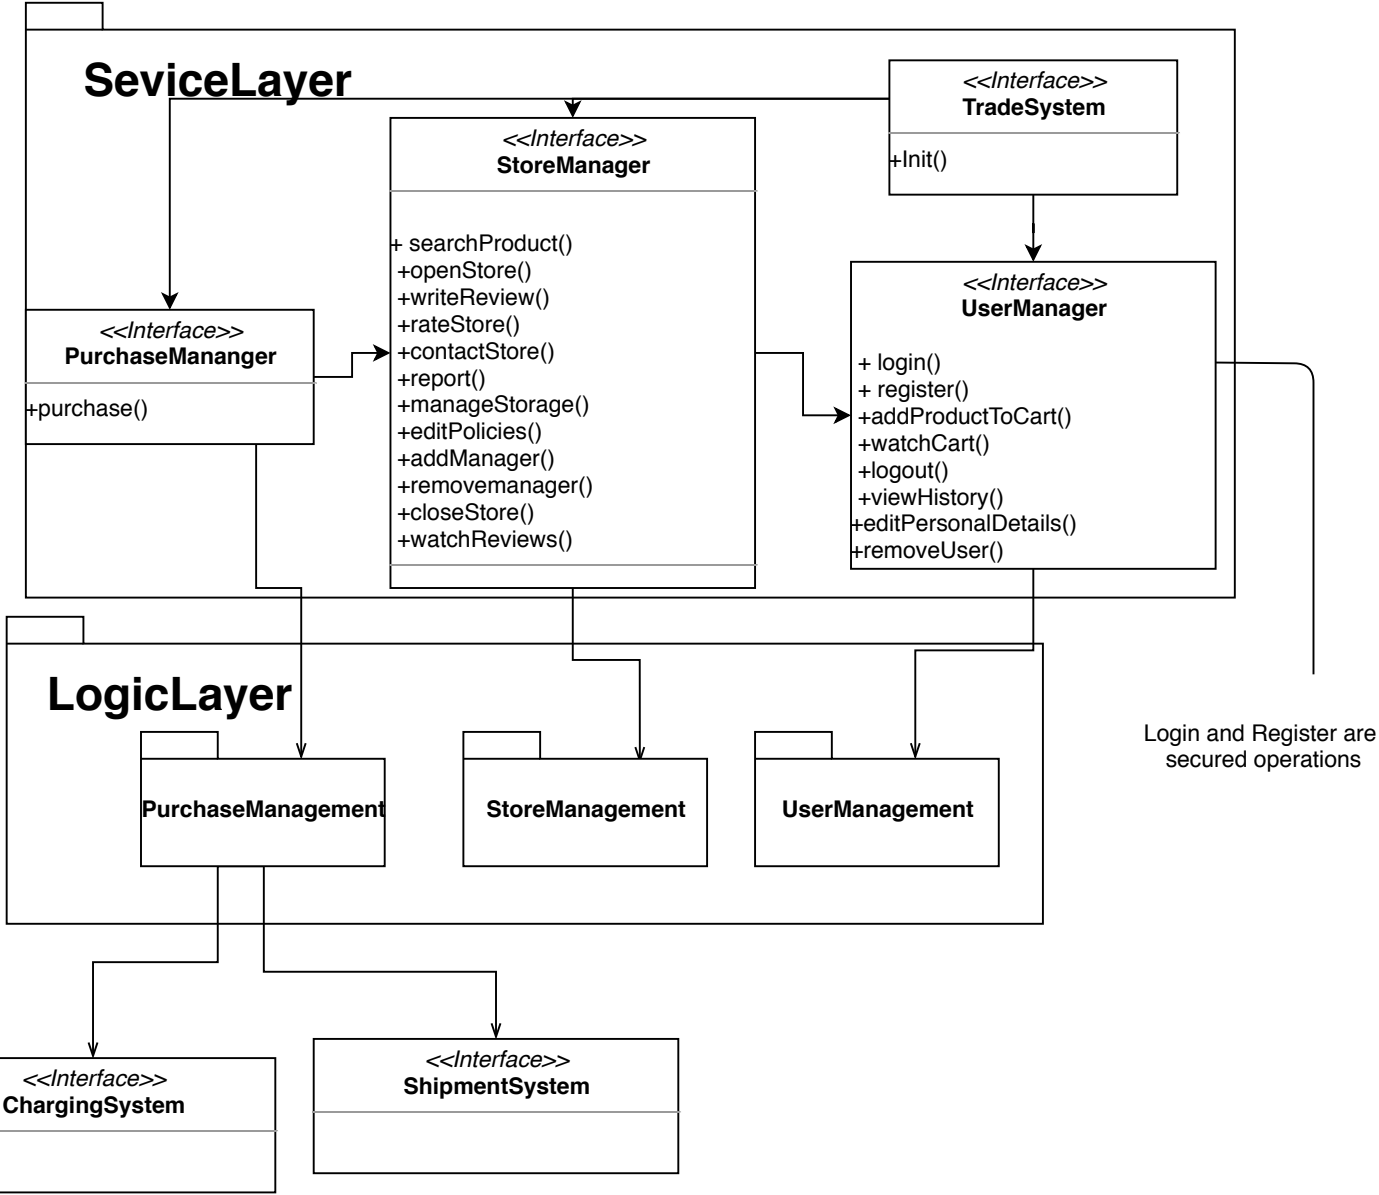 SeviceLayer
<<Interface>>
TradeSystem
+Init()
<<Interface>>
StoreManager
+ searchProduct()
+openStore()
+writeReview()
+rateStore()
+contactStore()
+report()
+manageStorage()
+editPolicies()
+addManager()
+removemanager()
+closeStore()
+watchReviews()
<<Interface>>
UserManager
+ login()
+ register()
+addProductToCart()
+watchCart()
+logout()
+viewHistory()
+editPersonalDetails()
+removeUser()
<<Interface>>
PurchaseMananger
+purchase()
LogicLayer
Login and Register are
secured operations
PurchaseManagement
StoreManagement
UserManagement
<<Interface>>
ChargingSystem
<<Interface>>
ShipmentSystem